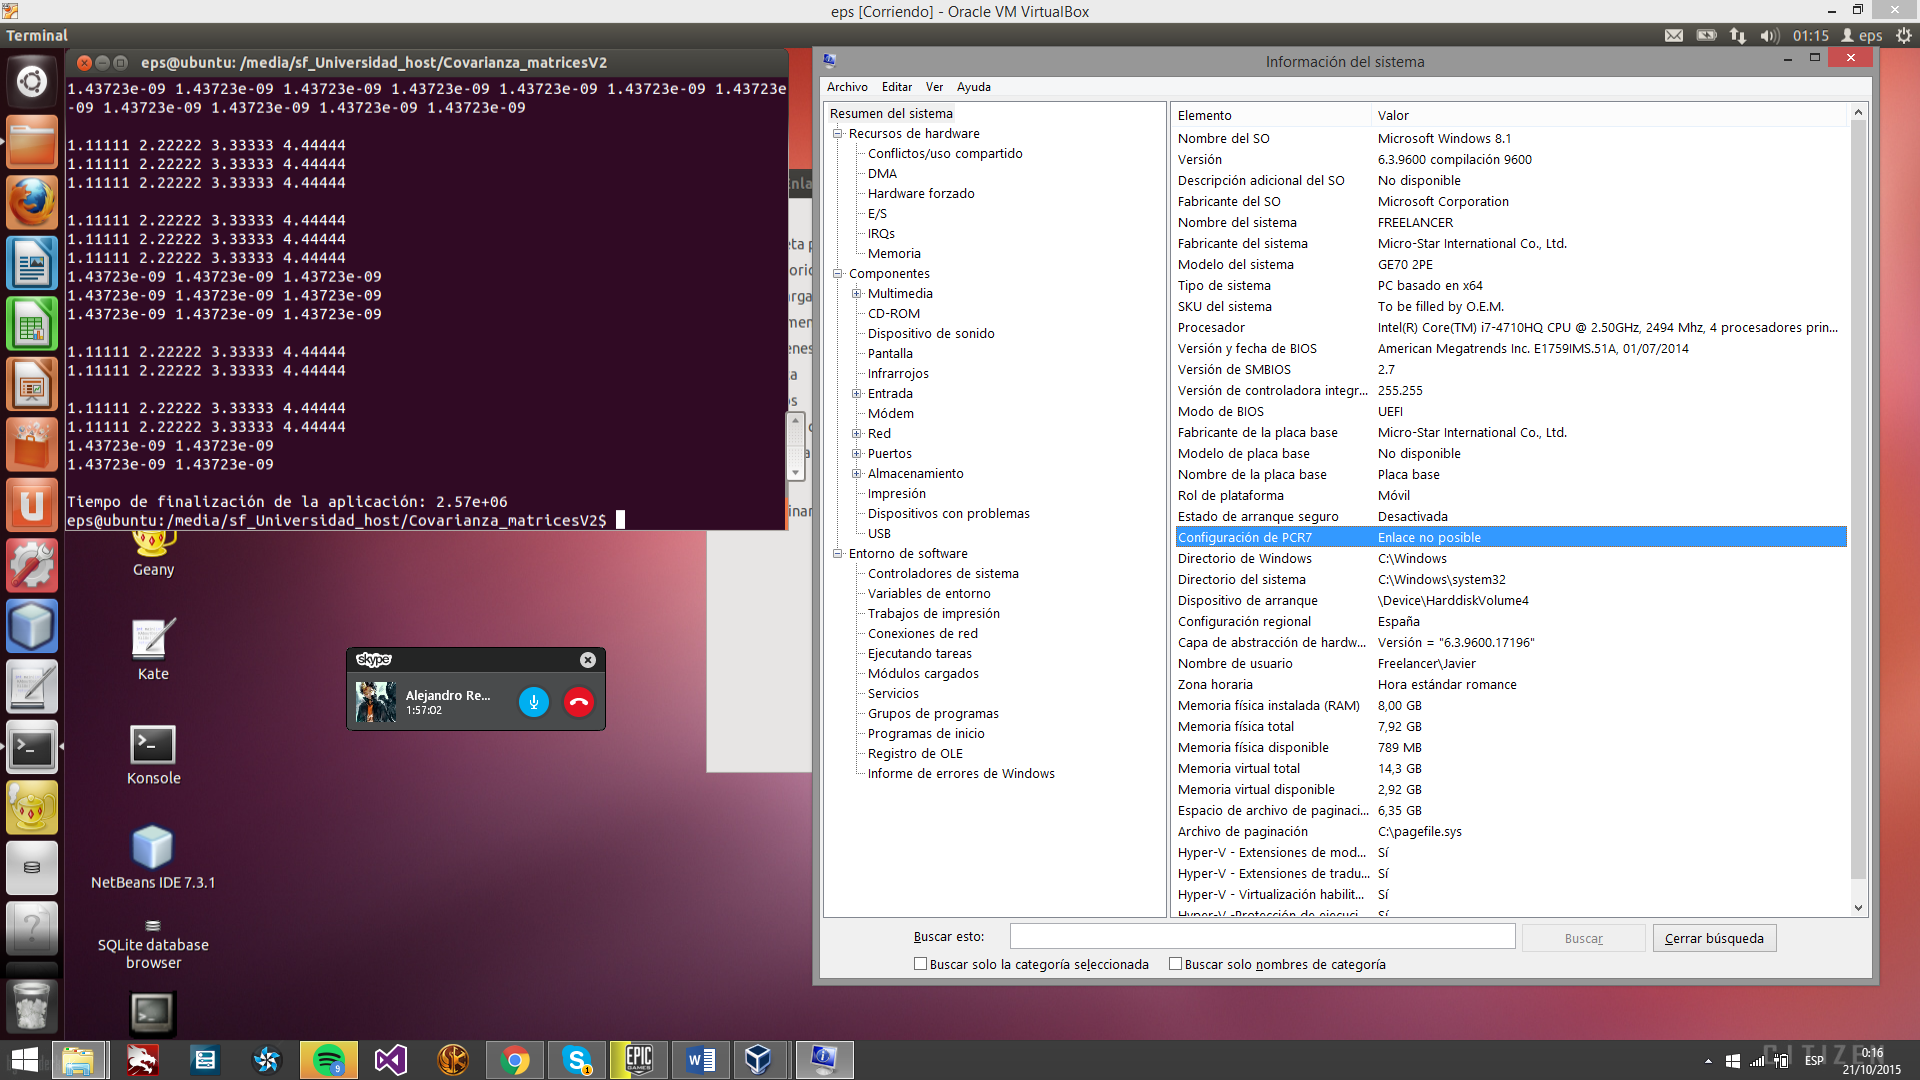 eps [Corriendo] - Oracle VM VirtualBox
Terminal
01:15
eps
eps@ubuntu: /media/sf_Universidad_host/Covarianza_matricesV2
1.43723e-09 1.43723e-09 1.43723e-09 1.43723e-09 1.43723e-09 1.43723e-09 1.43723e
-09 1.43723e-09 1.43723e-09 1.43723e-09 1.43723e-09
1.11111 2.22222 3.33333 4.44444
1.11111 2.22222 3.33333 4.44444
1.11111 2.22222 3.33333 4.44444
1.11111 2.22222 3.33333 4.44444
1.11111 2.22222 3.33333 4.44444
1.11111 2.22222 3.33333 4.44444
1.43723e-09 1.43723e-09 1.43723e-09
1.43723e-09 1.43723e-09 1.43723e-09
1.43723e-09 1.43723e-09 1.43723e-09
1.11111 2.22222 3.33333 4.44444
1.11111 2.22222 3.33333 4.44444
1.11111 2.22222 3.33333 4.44444
1.11111 2.22222 3.33333 4.44444
1.43723e-09 1.43723e-09
1.43723e-09 1.43723e-09
Tiempo de finalización de la aplicación: 2.57e+06
eps@ubuntu:/media/sf_Universidad_host/Covarianza_matricesV2$
Geany
Kate
Konsole
NetBeans IDE 7.3.1
SQLite database
browser
skype
Alejandro Re...
1:57:02
Información del sistema
Archivo Editar Ver Ayuda
Resumen del sistema
Recursos de hardware
Conflictos/uso compartido
DMA
Hardware forzado
E/S
IRQs
Memoria
Componentes
Multimedia
CD-ROM
Dispositivo de sonido
Pantalla
Infrarrojos
Entrada
Módem
Red
Puertos
Almacenamiento
Impresión
Dispositivos con problemas
USB
Entorno de software
Controladores de sistema
Variables de entorno
Trabajos de impresión
Conexiones de red
Ejecutando tareas
Módulos cargados
Servicios
Grupos de programas
Programas de inicio
Registro de OLE
Informe de errores de Windows
Elemento Valor
Nombre del SO Microsoft Windows 8.1
Versión 6.3.9600 compilación 9600
Descripción adicional del SO No disponible
Fabricante del SO Microsoft Corporation
Nombre del sistema FREELANCER
Fabricante del sistema Micro-Star International Co., Ltd.
Modelo del sistema GE70 2PE
Tipo de sistema PC basado en x64
SKU del sistema To be filled by O.E.M.
Procesador Intel(R) Core(TM) i7-4710HQ CPU @ 2.50GHz, 2494 Mhz, 4 procesadores prin...
Versión y fecha de BIOS American Megatrends Inc. E1759IMS.51A, 01/07/2014
Versión de SMBIOS 2.7
Versión de controladora integr... 255.255
Modo de BIOS UEFI
Fabricante de la placa base Micro-Star International Co., Ltd.
Modelo de placa base No disponible
Nombre de la placa base Placa base
Rol de plataforma Móvil
Estado de arranque seguro Desactivada
Configuración de PCR7 Enlace no posible
Directorio de Windows C:\Windows
Directorio del sistema C:\Windows\system32
Dispositivo de arranque \Device\HarddiskVolume4
Configuración regional España
Capa de abstracción de hardw... Versión = "6.3.9600.17196"
Nombre de usuario Freelancer\Javier
Zona horaria Hora estándar romance
Memoria física instalada (RAM) 8,00 GB
Memoria física total 7,92 GB
Memoria física disponible 789 MB
Memoria virtual total 14,3 GB
Memoria virtual disponible 2,92 GB
Espacio de archivo de paginaci... 6,35 GB
Archivo de paginación C:\pagefile.sys
Hyper-V - Extensiones de mod... Sí
Hyper-V - Extensiones de tradu... Sí
Hyper-V - Virtualización habilit... Sí
Hyper-V -Protección de ejecuci... Sí
Buscar esto:
Buscar
Cerrar búsqueda
Buscar solo la categoría seleccionada
Buscar solo nombres de categoría
9
1
EPIC
GAMES
ESP
CITIZEN
0:16
21/10/2015